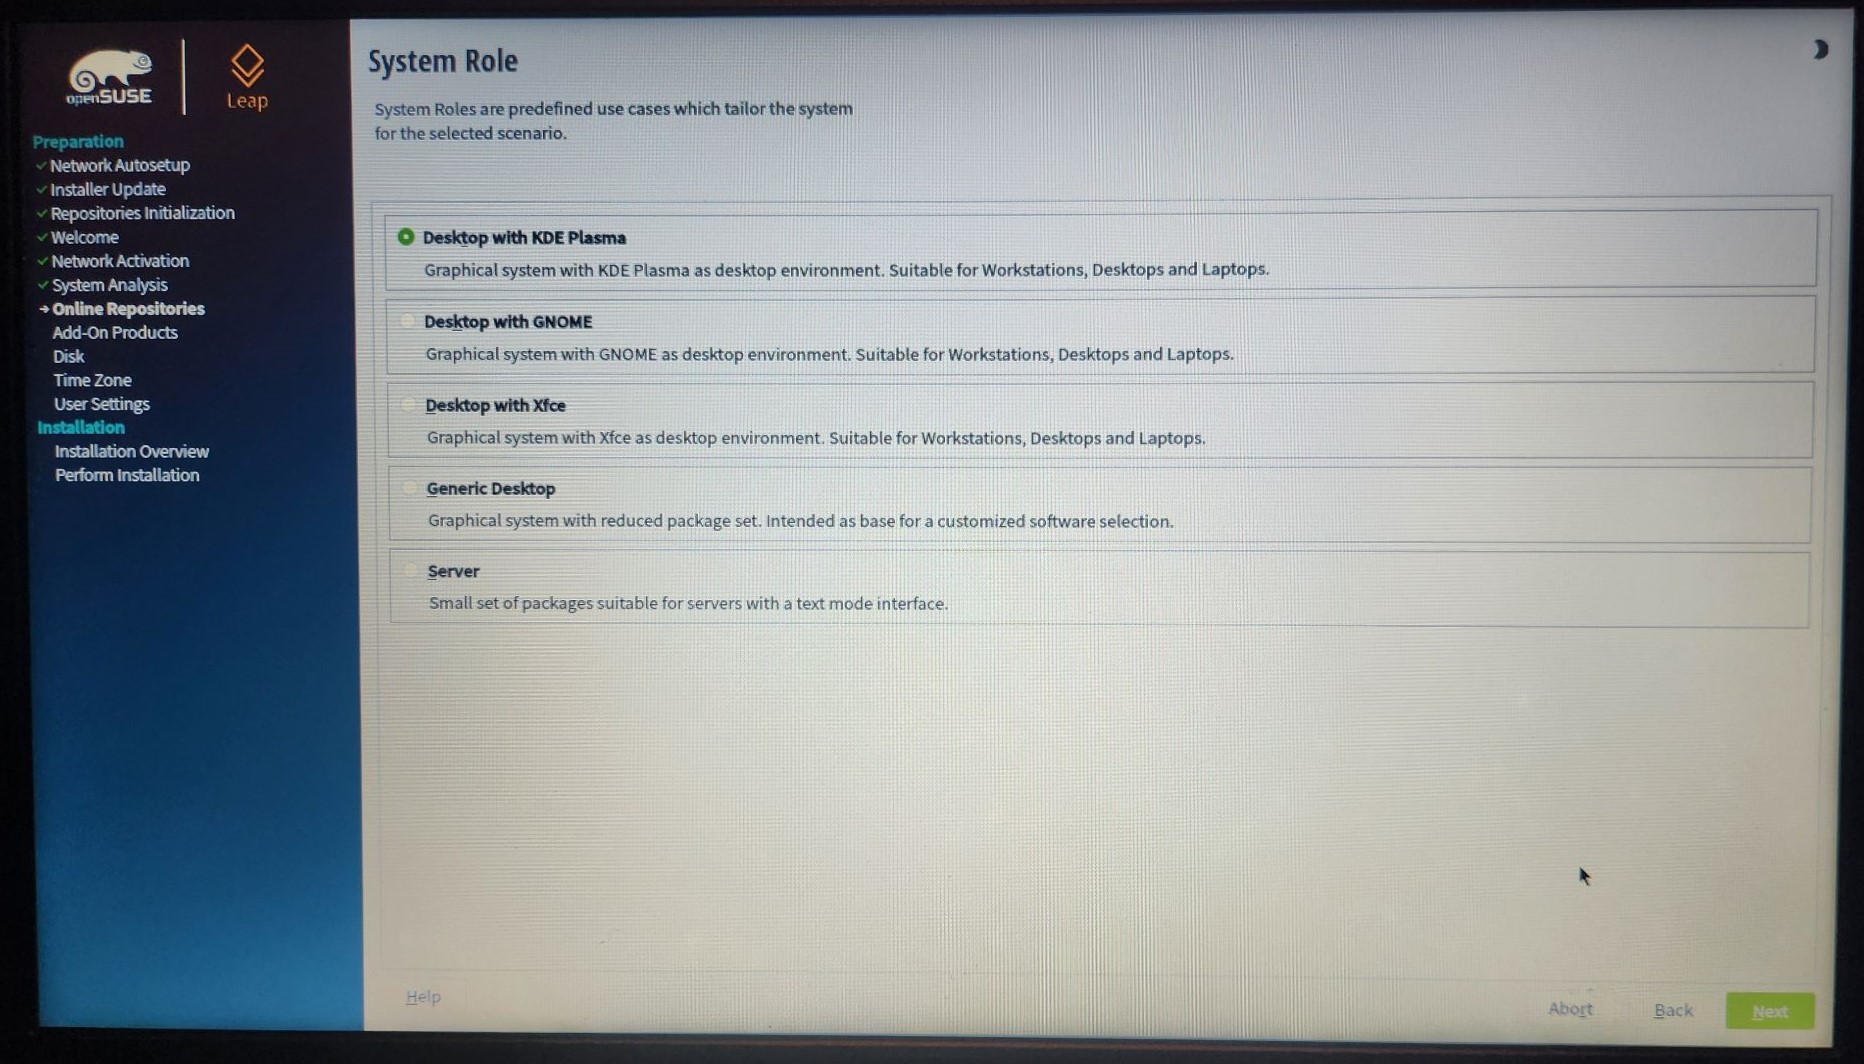 openSUSE
Leap
Preparation
Network Autosetup
Installer Update
Repositories Initialization
Welcome
Network Activation
System Analysis
Online Repositories
Add-On Products
Disk
Time Zone
User Settings
Installation
Installation Overview
Perform Installation
System Role
System Roles are predefined use cases which tailor the system
for the selected scenario.
Desktop with KDE Plasma
Graphical system with KDE Plasma as desktop environment. Suitable for Workstations, Desktops and Laptops.
Desktop with GNOME
Graphical system with GNOME as desktop environment. Suitable for Workstations, Desktops and Laptops.
Desktop with Xfce
Graphical system with Xfce as desktop environment. Suitable for Workstations, Desktops and Laptops.
Generic Desktop
Graphical system with reduced package set. Intended as base for a customized software selection.
Server
Small set of packages suitable for servers with a text mode interface.
Help
Abort
Back
Next